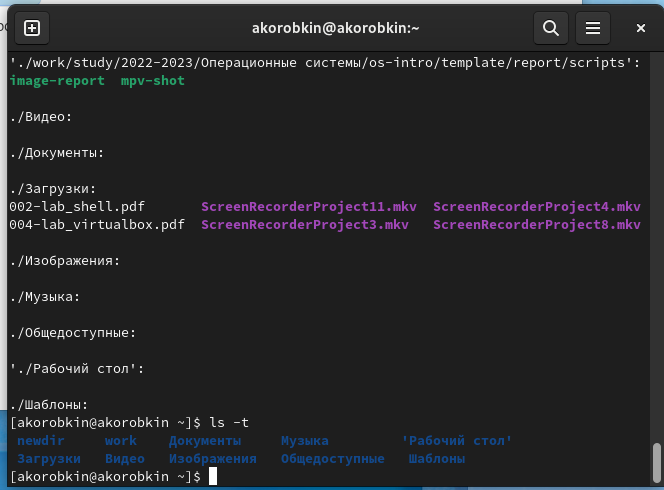 akorobkin@akorobkin:~
'./work/study/2022-2023/Операционные системы/os-intro/template/report/scripts':
image-report  mpv-shot
./Видео:
./Документы:
./Загрузки:
002-lab_shell.pdf       ScreenRecorderProject11.mkv  ScreenRecorderProject4.mkv
004-lab_virtualbox.pdf  ScreenRecorderProject3.mkv   ScreenRecorderProject8.mkv
./Изображения:
./Музыка:
./Общедоступные:
'./Рабочий стол':
./Шаблоны:
[akorobkin@akorobkin ~]$ ls -t
newdir     work    Документы     Музыка         'Рабочий стол'
Загрузки   Видео   Изображения   Общедоступные   Шаблоны
[akorobkin@akorobkin ~]$